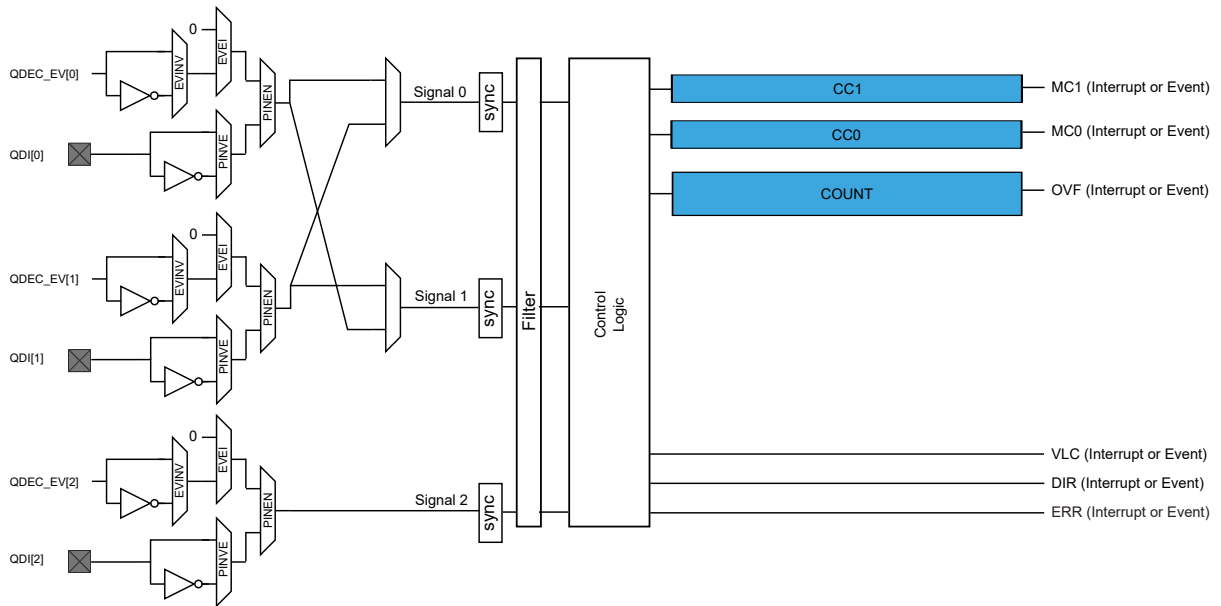 0
QDEC_EV[0]
EVINV
EVEI
PINEN
QDI[0]
PINVE
Signal 0
sync
0
QDEC_EV[1]
EVINV
EVEI
PINEN
QDI[1]
PINVE
Signal 1
sync
0
QDEC_EV[2]
EVINV
EVEI
PINEN
QDI[2]
PINVE
Signal 2
sync
Filter
Control
Logic
CC1
MC1 (Interrupt or Event)
CC0
MC0 (Interrupt or Event)
COUNT
OVF (Interrupt or Event)
VLC (Interrupt or Event)
DIR (Interrupt or Event)
ERR (Interrupt or Event)